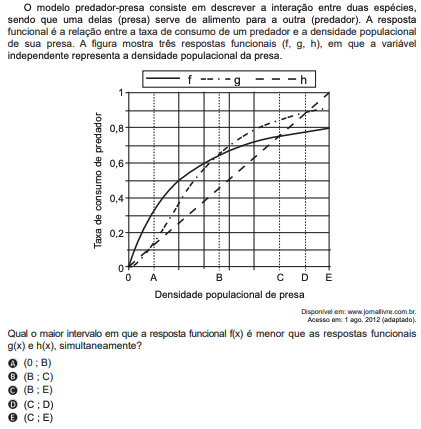 O modelo predador-presa consiste em descrever a interação entre duas espécies,
sendo que uma delas (presa) serve de alimento para a outra (predador). A resposta
funcional é a relação entre a taxa de consumo de um predador e a densidade populacional
de sua presa. A figura mostra três respostas funcionais (f, g, h), em que a variável
independente representa a densidade populacional da presa.
f g h
Taxa de consumo de predador
1
0,8
0,6
0,4
0,2
0
0 A B C D E
Densidade populacional de presa
Disponível em: www.jornallivre.com.br.
Acesso em: 1 ago. 2012 (adaptado).
Qual o maior intervalo em que a resposta funcional f(x) é menor que as respostas funcionais
g(x) e h(x), simultaneamente?
A (0 ; B)
B (B ; C)
C (B ; E)
D (C ; D)
E (C ; E)